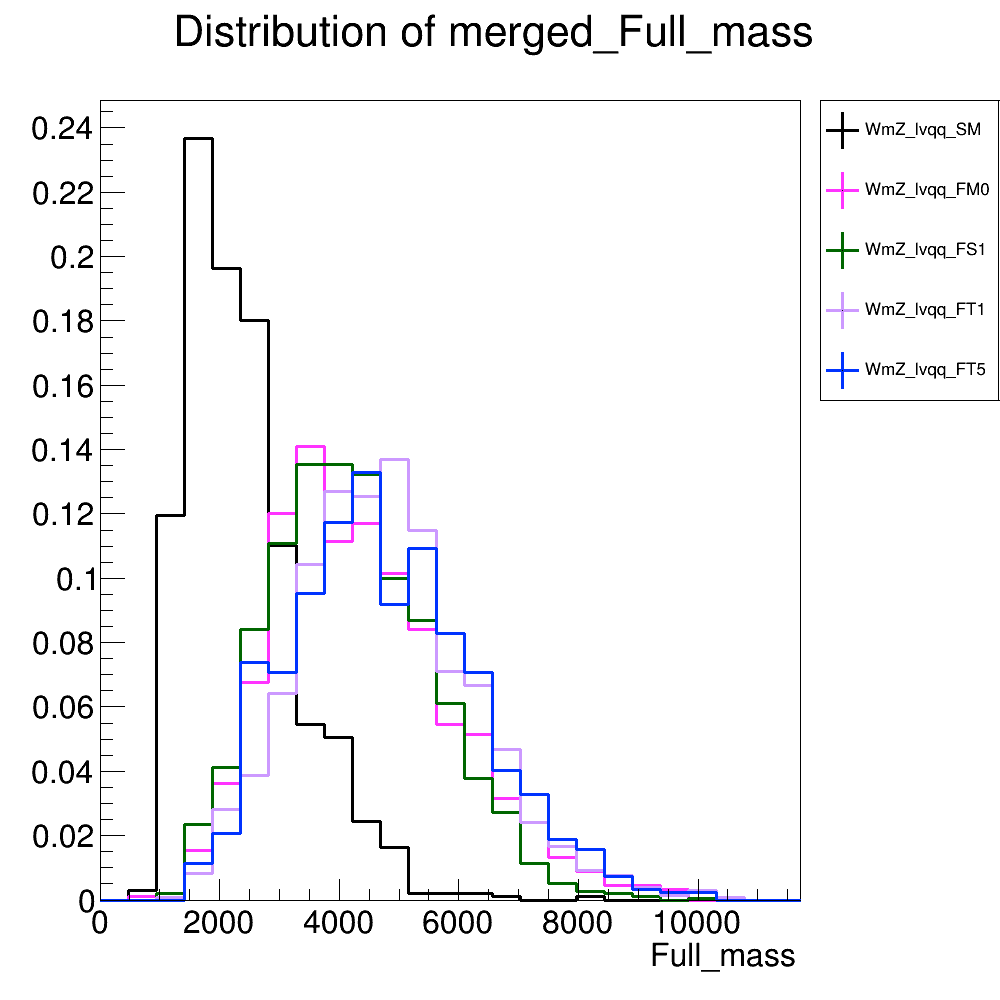 Distribution of merged_Full_mass
0.24
0.22
0.2
0.18
0.16
0.14
0.12
0.1
0.08
0.06
0.04
0.02
0
0 2000 4000 6000 8000 10000
Full_mass
WmZ_lvqq_SM
WmZ_lvqq_FM0
WmZ_lvqq_FS1
WmZ_lvqq_FT1
WmZ_lvqq_FT5